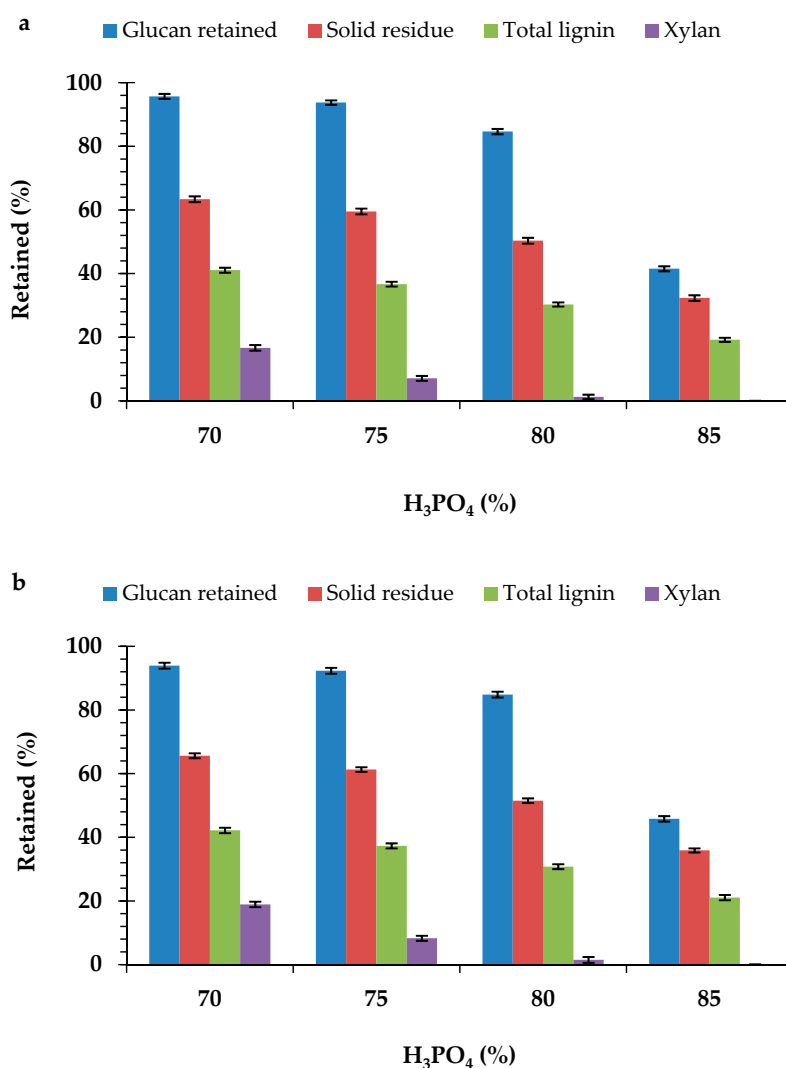 a
Glucan retained Solid residue Total lignin Xylan
100
80
60
40
20
0
Retained (%)
70 75 80 85
H₃PO₄ (%)
b
Glucan retained Solid residue Total lignin Xylan
100
80
60
40
20
0
Retained (%)
70 75 80 85
H₃PO₄ (%)